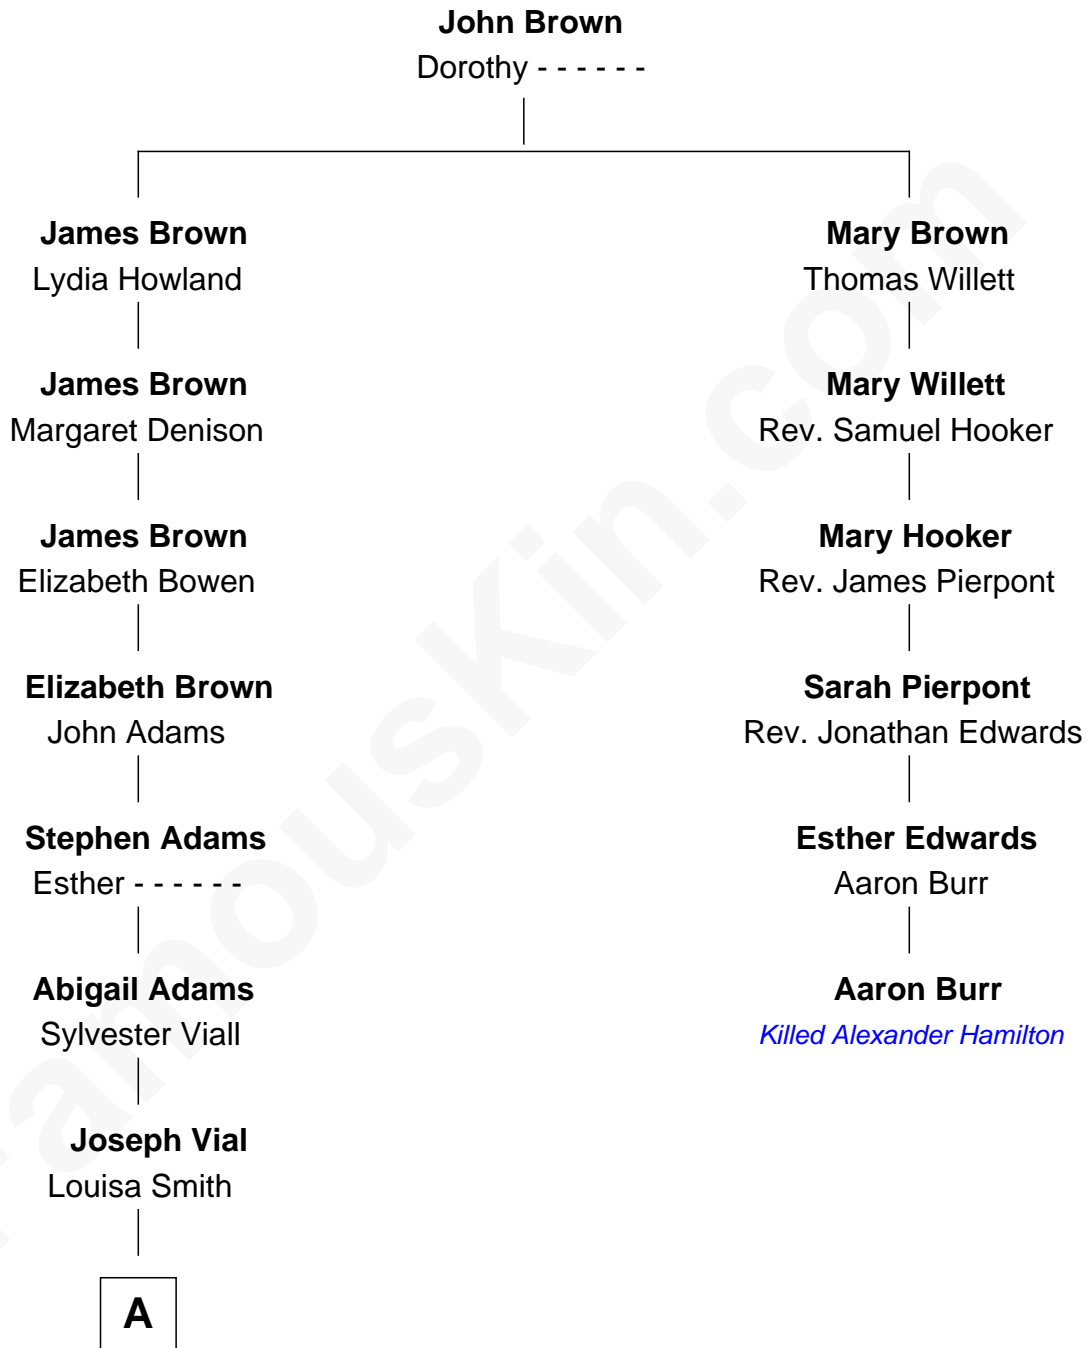 John Brown
Dorothy - - - - - -
James Brown
Lydia Howland
Mary Brown
Thomas Willett
James Brown
Margaret Denison
Mary Willett
Rev. Samuel Hooker
James Brown
Elizabeth Bowen
Mary Hooker
Rev. James Pierpont
Elizabeth Brown
John Adams
Sarah Pierpont
Rev. Jonathan Edwards
Stephen Adams
Esther - - - - - -
Esther Edwards
Aaron Burr
Abigail Adams
Sylvester Viall
Aaron Burr
Killed Alexander Hamilton
Joseph Vial
Louisa Smith
A
FamousKin.com